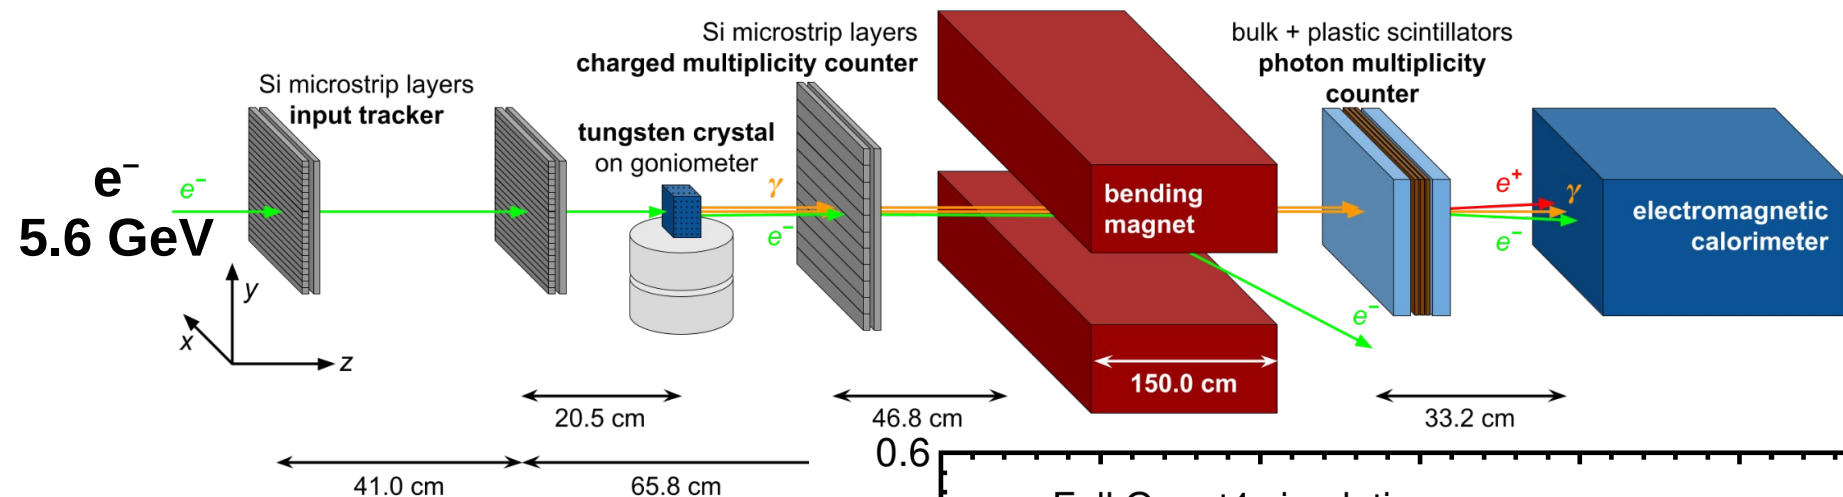 Si microstrip layers
input tracker
Si microstrip layers
charged multiplicity counter
tungsten crystal
on goniometer
bulk + plastic scintillators
photon multiplicity
counter
e⁻
5.6 GeV
e⁻
γ
e⁻
bending
magnet
e⁺
γ
e⁻
electromagnetic
calorimeter
e⁻
y
x
z
150.0 cm
20.5 cm
46.8 cm
33.2 cm
41.0 cm
65.8 cm
0.6